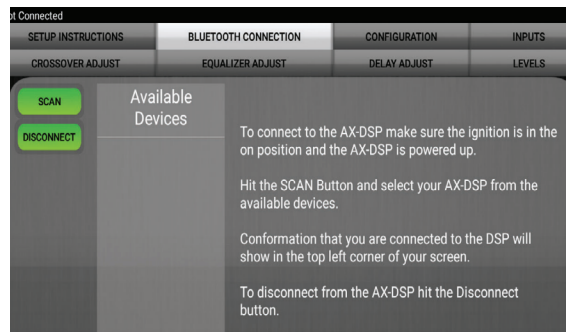 ot Connected
SETUP INSTRUCTIONS BLUETOOTH CONNECTION CONFIGURATION INPUTS
CROSSOVER ADJUST EQUALIZER ADJUST DELAY ADJUST LEVELS
SCAN
DISCONNECT
Available
Devices
To connect to the AX-DSP make sure the ignition is in the
on position and the AX-DSP is powered up.
Hit the SCAN Button and select your AX-DSP from the
available devices.
Conformation that you are connected to the DSP will
show in the top left corner of your screen.
To disconnect from the AX-DSP hit the Disconnect
button.